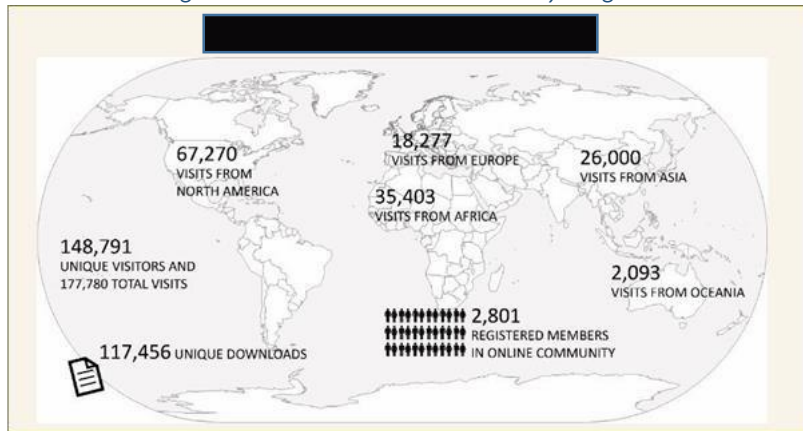 67,270
VISITS FROM
NORTH AMERICA
18,277
VISITS FROM EUROPE
26,000
VISITS FROM ASIA
35,403
VISITS FROM AFRICA
148,791
UNIQUE VISITORS AND
177,780 TOTAL VISITS
2,093
VISITS FROM OCEANIA
2,801
REGISTERED MEMBERS
IN ONLINE COMMUNITY
117,456 UNIQUE DOWNLOADS